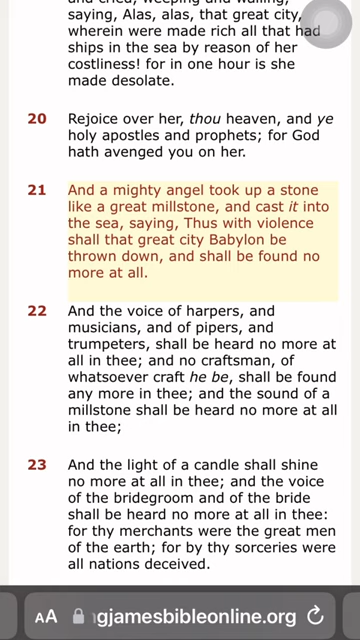 and cried, weeping and wailing,
saying, Alas, alas, that great city,
wherein were made rich all that had
ships in the sea by reason of her
costliness! for in one hour is she
made desolate.
20 Rejoice over her, thou heaven, and ye
holy apostles and prophets; for God
hath avenged you on her.
21 And a mighty angel took up a stone
like a great millstone, and cast it into
the sea, saying, Thus with violence
shall that great city Babylon be
thrown down, and shall be found no
more at all.
22 And the voice of harpers, and
musicians, and of pipers, and
trumpeters, shall be heard no more at
all in thee; and no craftsman, of
whatsoever craft he be, shall be found
any more in thee; and the sound of a
millstone shall be heard no more at all
in thee;
23 And the light of a candle shall shine
no more at all in thee; and the voice
of the bridegroom and of the bride
shall be heard no more at all in thee:
for thy merchants were the great men
of the earth; for by thy sorceries were
all nations deceived.
AA gjamesbibleonline.org